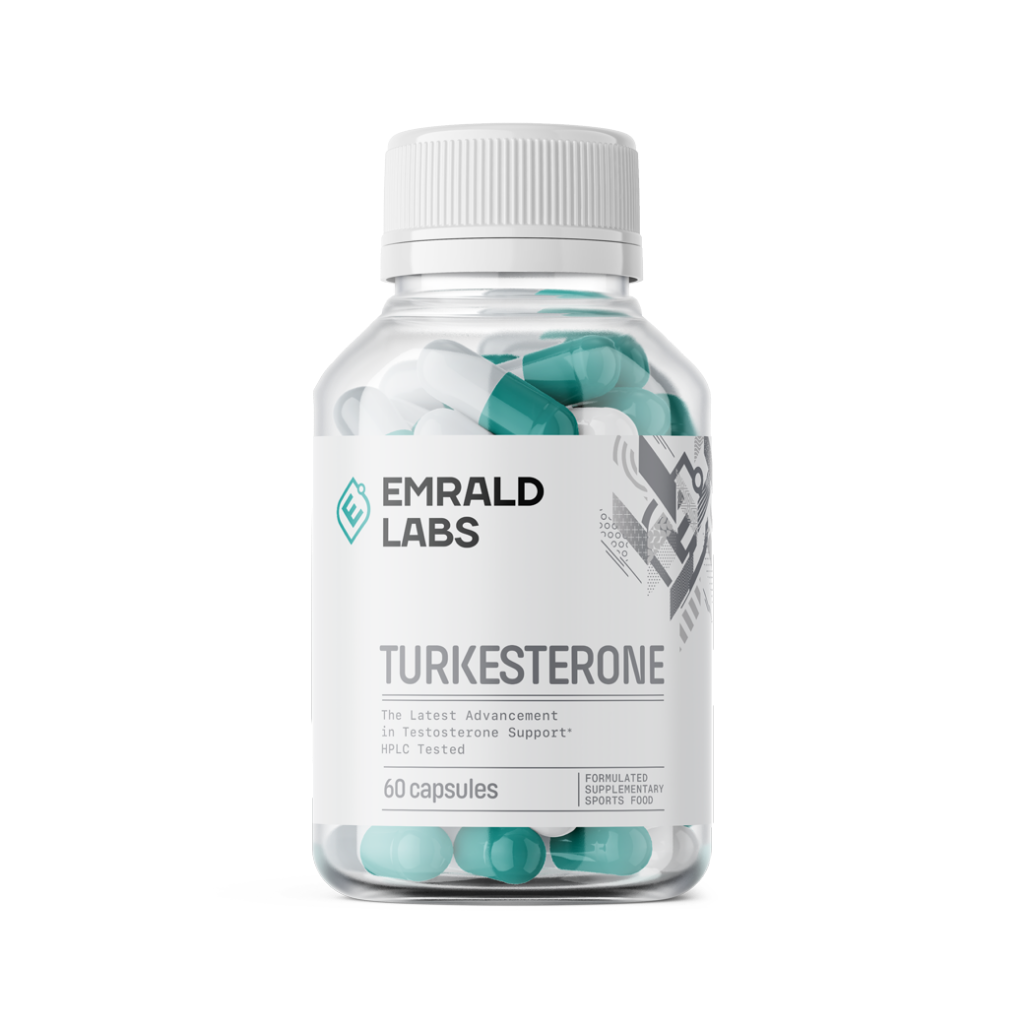 EMRALD
LABS
TURKESTERONE
The Latest Advancement
in Testosterone Support*
HPLC Tested
60 capsules
FORMULATED
SUPPLEMENTARY
SPORTS FOOD